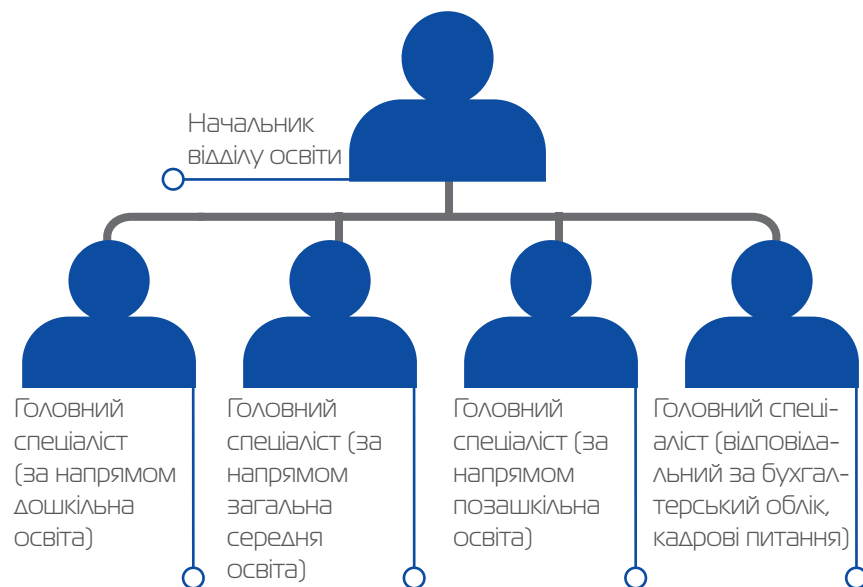 Начальник
відділу освіти
Головний
спеціаліст
(за напрямом
дошкільна
освіта)
Головний
спеціаліст (за
напрямом
загальна
середня
освіта)
Головний
спеціаліст (за
напрямом
позашкільна
освіта)
Головний спеці-
аліст (відповіда-
льний за бухгал-
терський облік,
кадрові питання)